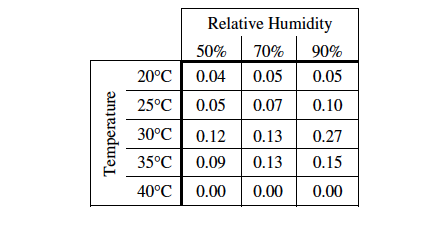 Relative Humidity
50% 70% 90%
Temperature
20°C 0.04 0.05 0.05
25°C 0.05 0.07 0.10
30°C 0.12 0.13 0.27
35°C 0.09 0.13 0.15
40°C 0.00 0.00 0.00